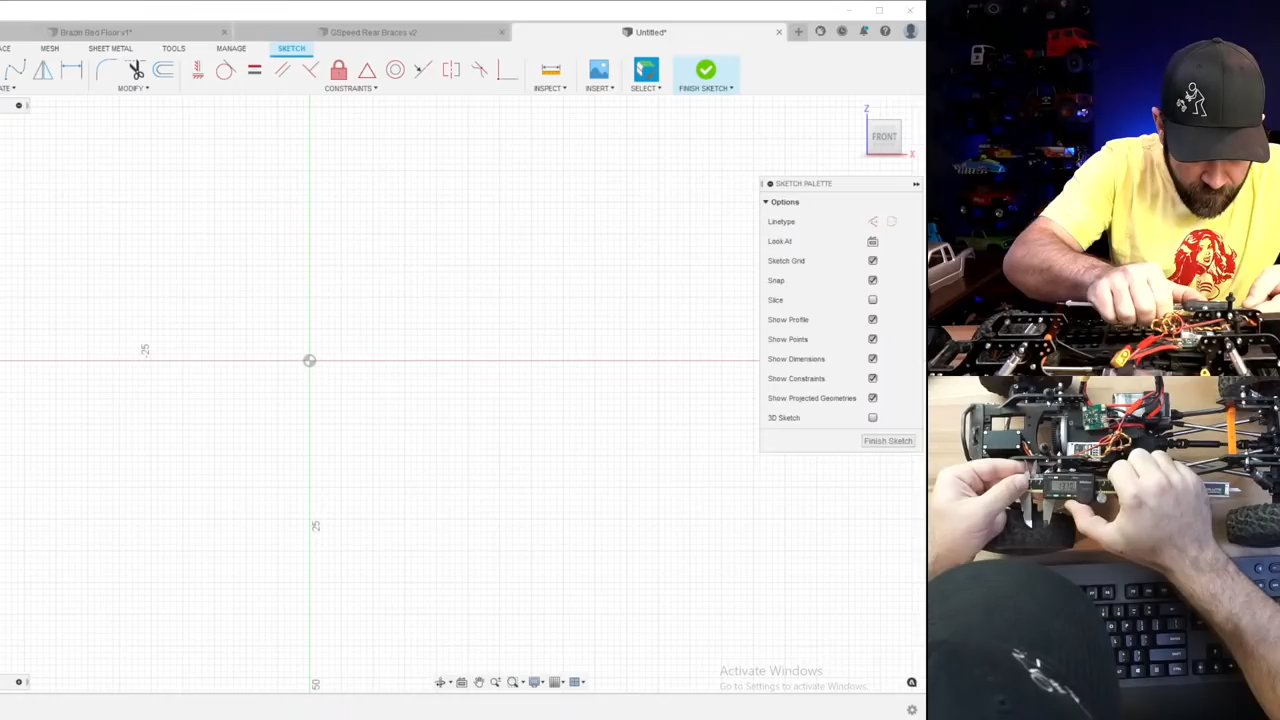 Brazin Bed Floor v1*
GSpeed Rear Braces v2
Untitled*
ACE
MESH
SHEET METAL
TOOLS
MANAGE
SKETCH
ATE
MODIFY
CONSTRAINTS
INSPECT
INSERT
SELECT
FINISH SKETCH
Z
FRONT
X
SKETCH PALETTE
Options
Linetype
Look At
Sketch Grid
Snap
Slice
Show Profile
Show Points
Show Dimensions
Show Constraints
Show Projected Geometries
3D Sketch
Finish Sketch
-25
25
50
Activate Windows
Go to Settings to activate Windows.